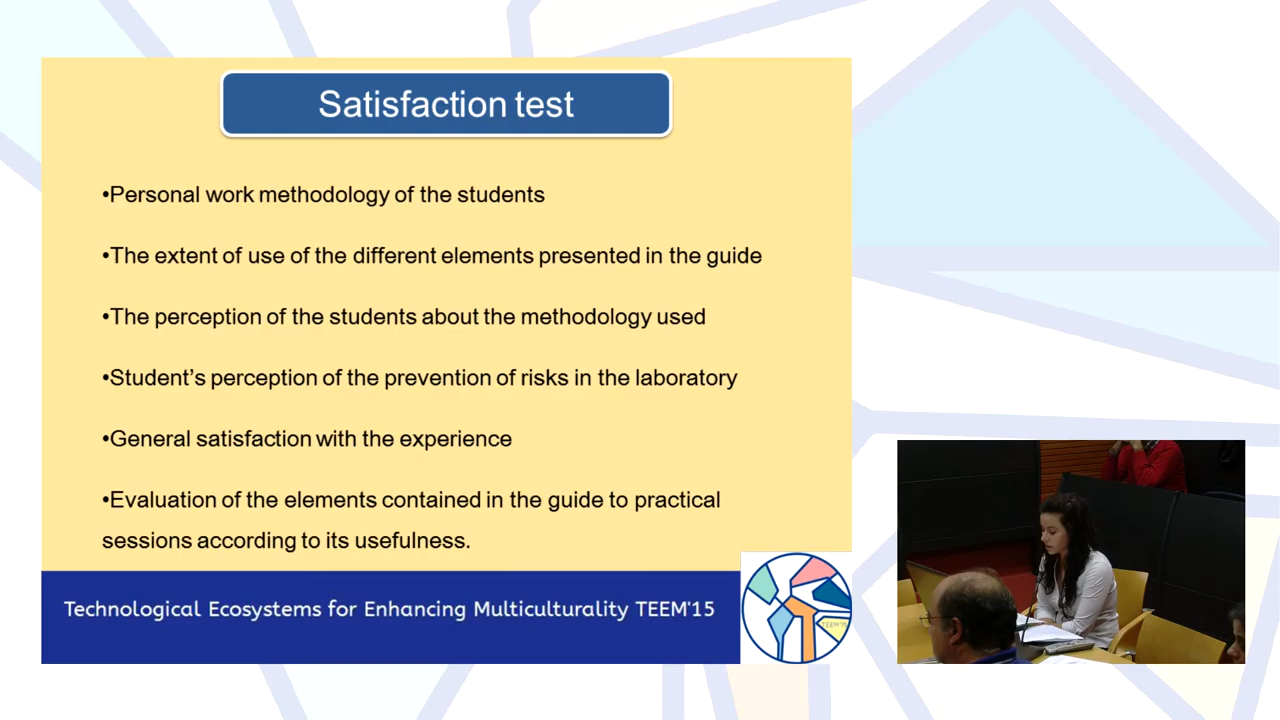 Satisfaction test
•Personal work methodology of the students
•The extent of use of the different elements presented in the guide
•The perception of the students about the methodology used
•Student’s perception of the prevention of risks in the laboratory
•General satisfaction with the experience
•Evaluation of the elements contained in the guide to practical
sessions according to its usefulness.
Technological Ecosystems for Enhancing Multiculturality TEEM'15
TEEM'15